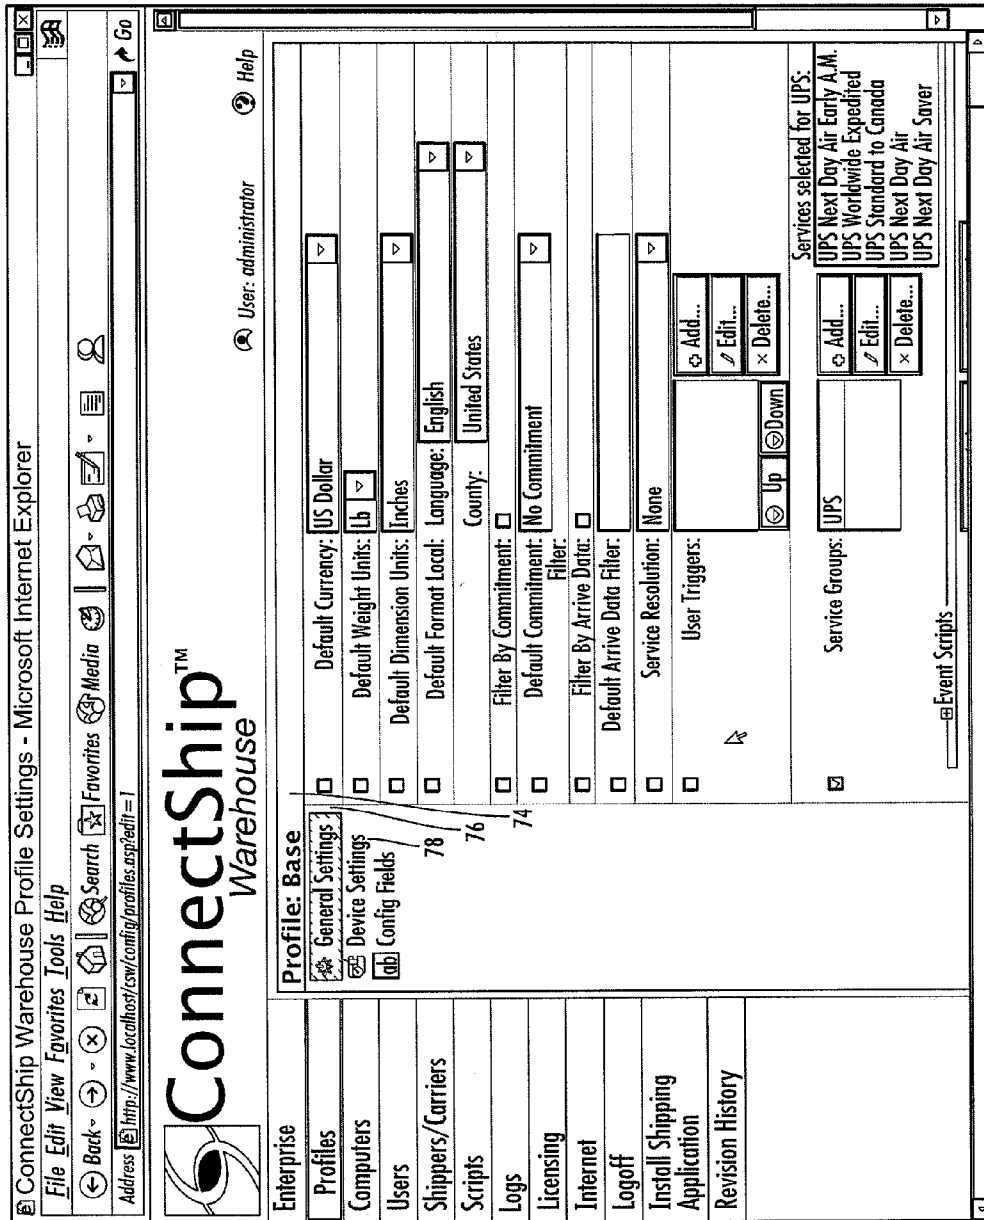 ConnectShip Warehouse Profile Settings - Microsoft Internet Explorer
File Edit View Favorites Tools Help
Back Search Favorites Media
Address http://www.localhost/csw/config/profiles.asp?edit=1 Go
ConnectShip™
Warehouse
User: administrator Help
Enterprise
Profiles
Computers
Users
Shippers/Carriers
Scripts
Logs
Licensing
Internet
Logoff
Install Shipping
Application
Revision History
Profile: Base
General Settings
Device Settings
ab Config Fields
78
76
74
Default Currency: US Dollar
Default Weight Units: Lb
Default Dimension Units: Inches
Default Format Local: Language: English
County: United States
Filter By Commitment:
Default Commitment: No Commitment
Filter:
Filter By Arrive Data:
Default Arrive Data Filter:
Service Resolution: None
User Triggers:
Add...
Edit...
Delete...
Up Down
Service Groups: UPS
Add...
Edit...
Delete...
Services selected for UPS:
UPS Next Day Air Early A.M.
UPS Worldwide Expedited
UPS Standard to Canada
UPS Next Day Air
UPS Next Day Air Saver
Event Scripts